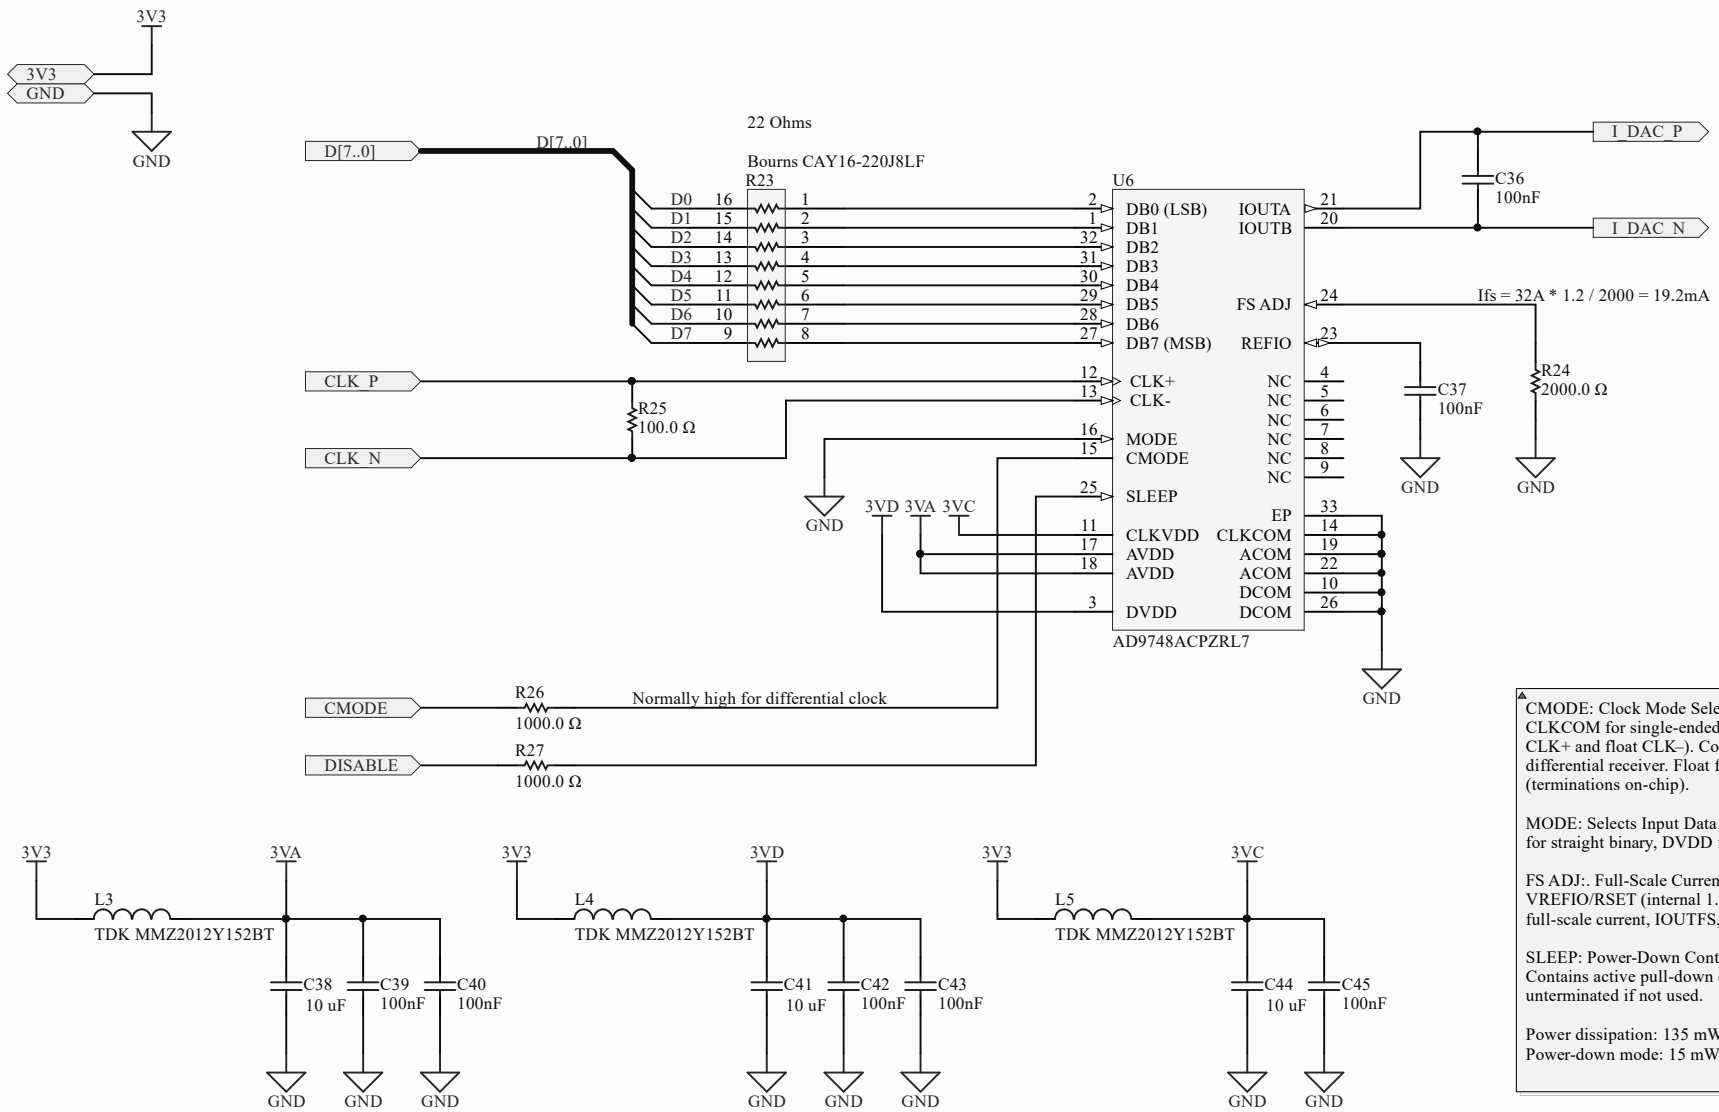 3V3
3V3
GND
GND
D[7..0]
D[7..0]
22 Ohms
Bourns CAY16-220J8LF
R23
D0 16 1
D1 15 2
D2 14 3
D3 13 4
D4 12 5
D5 11 6
D6 10 7
D7 9 8
CLK_P
R25
100.0 Ω
CLK_N
GND
3VD 3VA 3VC
U6
2 DB0 (LSB) IOUTA 21
1 DB1 IOUTB 20
32 DB2
31 DB3
30 DB4
29 DB5 FS ADJ 24
28 DB6
27 DB7 (MSB) REFIO 23
12 CLK+ NC 4
13 CLK- NC 5
NC 6
16 MODE NC 7
15 CMODE NC 8
NC 9
25 SLEEP
EP 33
11 CLKVDD CLKCOM 14
17 AVDD ACOM 19
18 AVDD ACOM 22
DCOM 10
3 DVDD DCOM 26
AD9748ACPZRL7
GND
I_DAC_P
C36
100nF
I_DAC_N
Ifs = 32A * 1.2 / 2000 = 19.2mA
R24
2000.0 Ω
C37
100nF
GND
GND
CMODE
R26
1000.0 Ω
Normally high for differential clock
DISABLE
R27
1000.0 Ω
3V3
3VA
L3
TDK MMZ2012Y152BT
C38
10 uF
C39
100nF
C40
100nF
GND GND GND
3V3
3VD
L4
TDK MMZ2012Y152BT
C41
10 uF
C42
100nF
C43
100nF
GND GND GND
3V3
3VC
L5
TDK MMZ2012Y152BT
C44
10 uF
C45
100nF
GND GND
CMODE: Clock Mode
CLKCOM for single-ended
CLK+ and float CLK–).
differential receiver. Float
(terminations on-chip).
MODE: Selects Input Data
for straight binary, DVDD
FS ADJ:. Full-Scale
VREFIO/RSET (internal
full-scale current, IOUTFS,
SLEEP: Power-Down
Contains active pull-down
unterminated if not used.
Power dissipation: 135 mW
Power-down mode: 15 mW